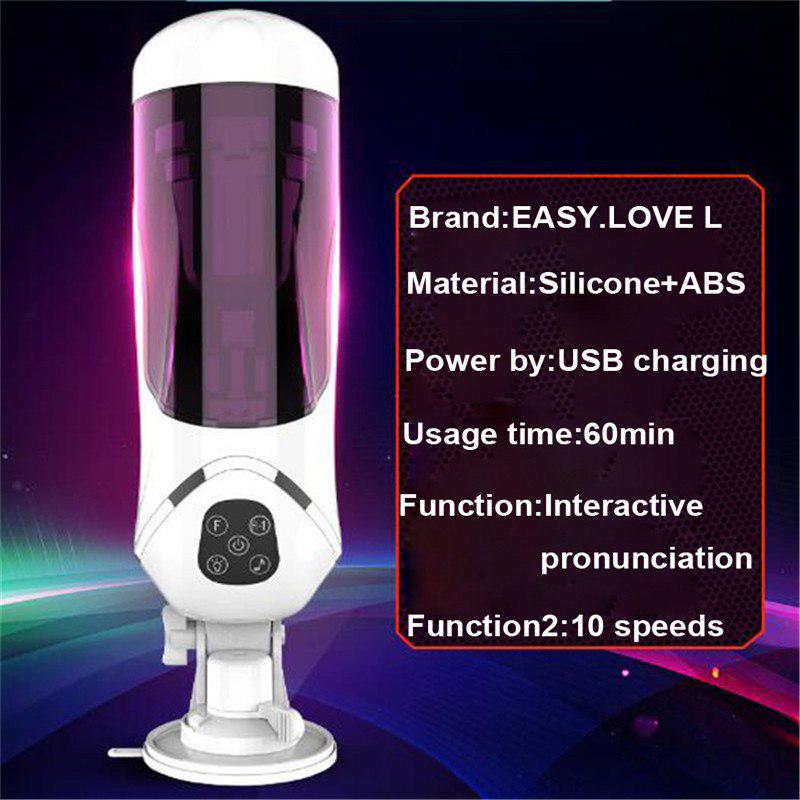 Brand:EASY.LOVE L
Material:Silicone+ABS
Power by:USB charging
Usage time:60min
Function:Interactive
pronunciation
Function2:10 speeds
F